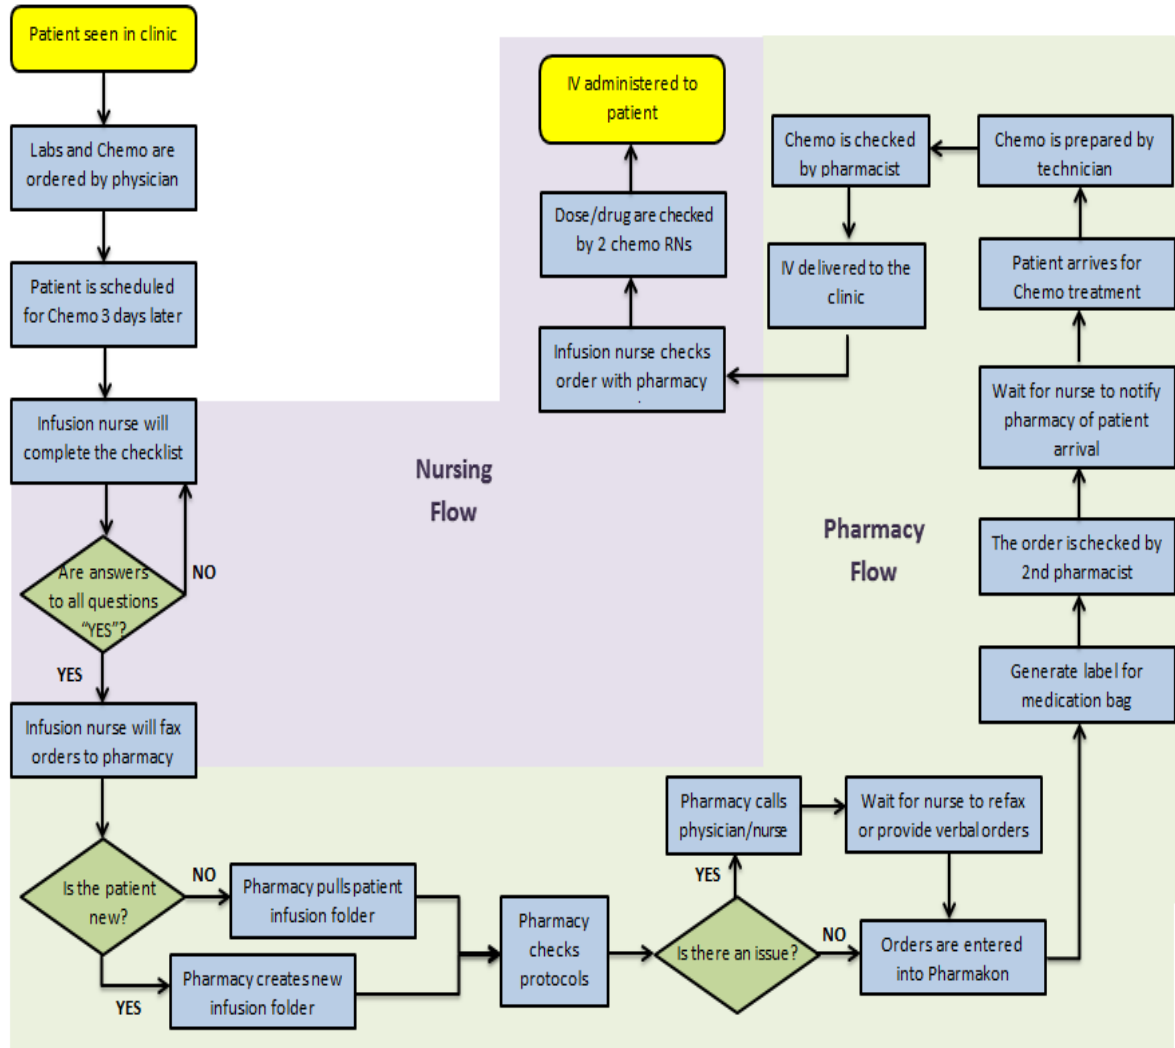 Patient seen in clinic
Labs and Chemo are
ordered by physician
Patient is scheduled
for Chemo 3 days later
Infusion nurse will
complete the checklist
Are answers
to all questions
“YES”?
NO
YES
Infusion nurse will fax
orders to pharmacy
Is the patient
new?
NO
YES
Pharmacy pulls patient
infusion folder
Pharmacy creates new
infusion folder
Pharmacy
checks
protocols
Is there an issue?
YES
NO
Pharmacy calls
physician/nurse
Wait for nurse to refax
or provide verbal orders
Orders are entered
into Pharmakon
Generate label for
medication bag
The order is checked by
2nd pharmacist
Wait for nurse to notify
pharmacy of patient
arrival
Patient arrives for
Chemo treatment
Chemo is prepared by
technician
Chemo is checked
by pharmacist
IV delivered to the
clinic
Infusion nurse checks
order with pharmacy
.
Dose/drug are checked
by 2 chemo RNs
IV administered to
patient
Nursing
Flow
Pharmacy
Flow